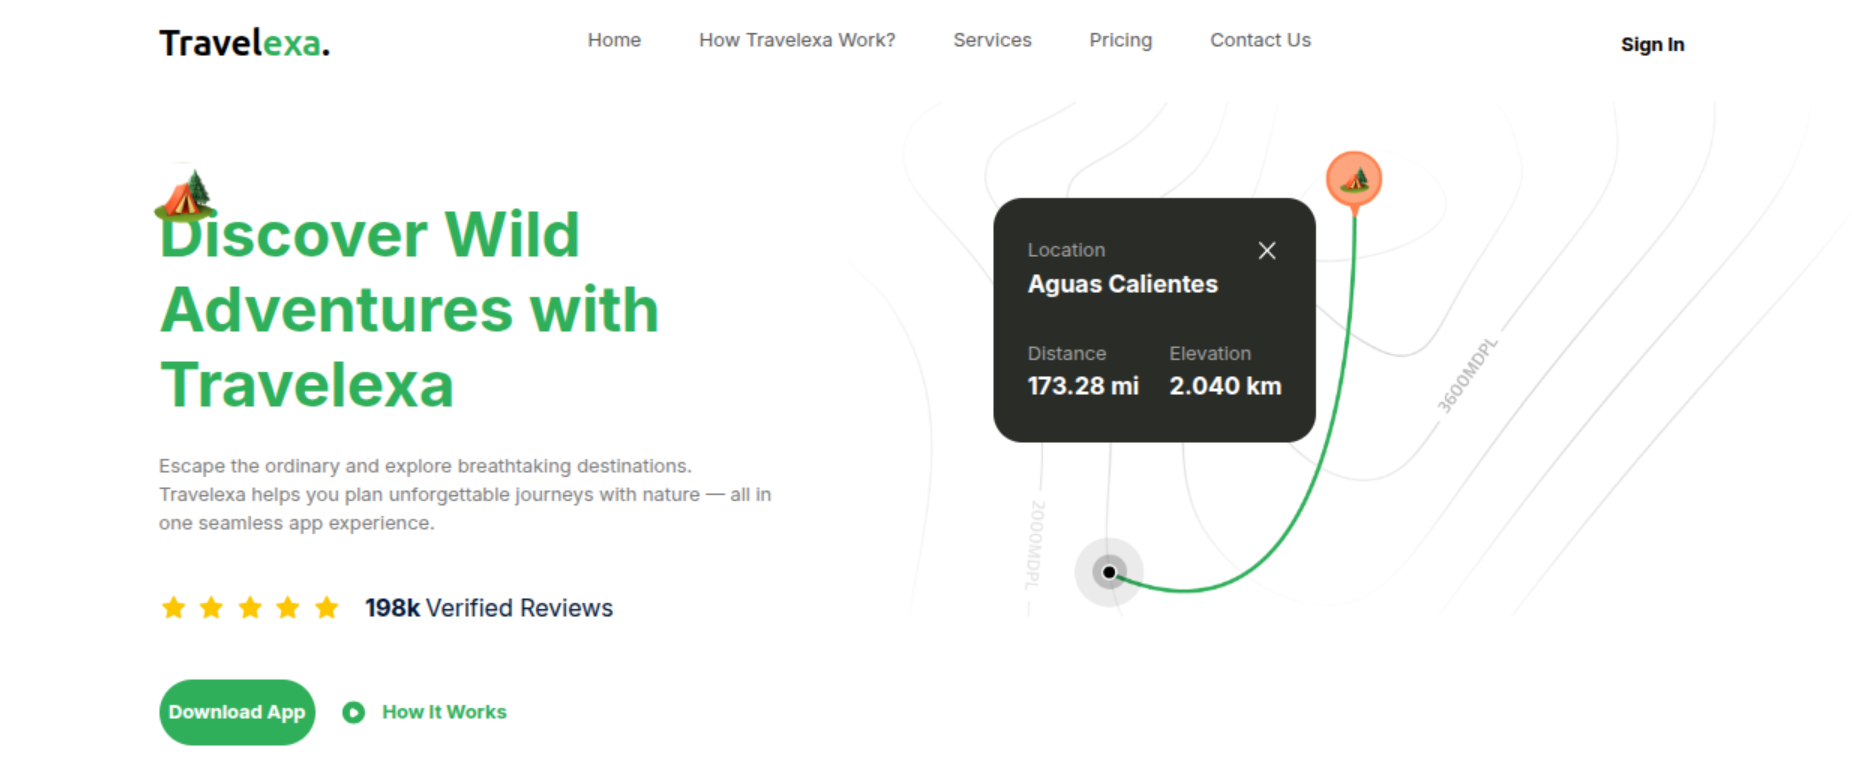 Travelexa.
Home
How Travelexa Work?
Services
Pricing
Contact Us
Sign In
Discover Wild
Adventures with
Travelexa
Escape the ordinary and explore breathtaking destinations.
Travelexa helps you plan unforgettable journeys with nature — all in
one seamless app experience.
198k Verified Reviews
Download App
How It Works
Location
Aguas Calientes
Distance
Elevation
173.28 mi
2.040 km
3600MDPL
2000MDPL